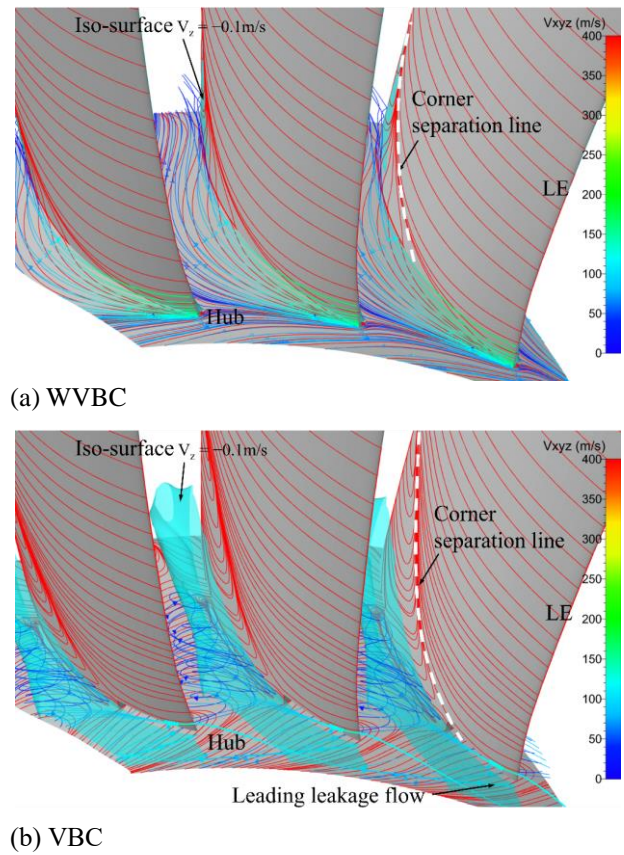 Iso-surface V_z = −0.1m/s
Vxyz (m/s)
400
350
Corner
separation line
300
250
LE
200
150
100
50
Hub
0
(a) WVBC
Iso-surface V_z = −0.1m/s
Vxyz (m/s)
400
350
Corner
separation line
300
250
LE
200
150
100
Hub
50
Leading leakage flow
0
(b) VBC